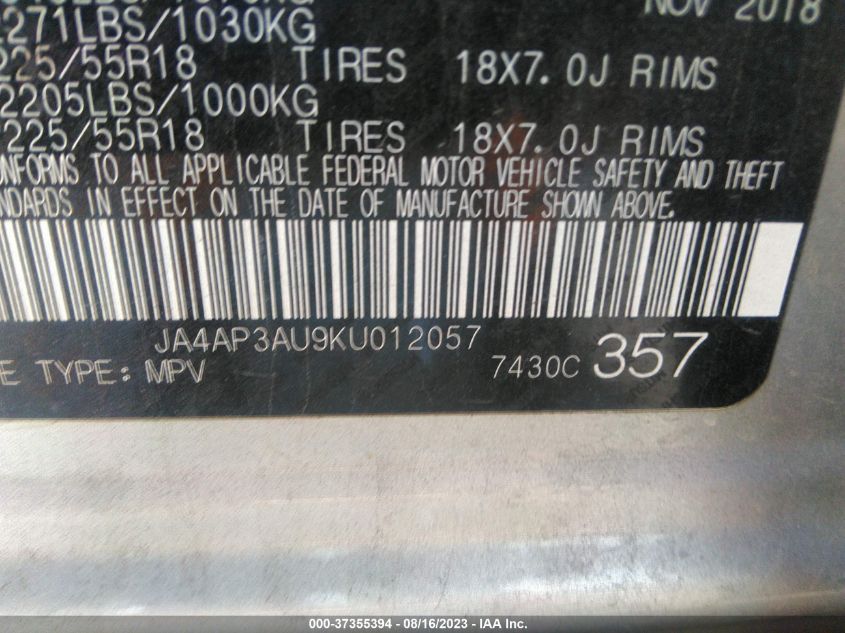 NOV 2018
271LBS/1030KG
225/55R18 TIRES 18X7.0J RIMS
2205LBS/1000KG
225/55R18 TIRES 18X7.0J RIMS
ONFORMS TO ALL APPLICABLE FEDERAL MOTOR VEHICLE SAFETY AND THEFT
NDARDS IN EFFECT ON THE DATE OF MANUFACTURE SHOWN ABOVE.
JA4AP3AU9KU012057
E TYPE: MPV 7430C 357
000-37355394 - 08/16/2023 - IAA Inc.